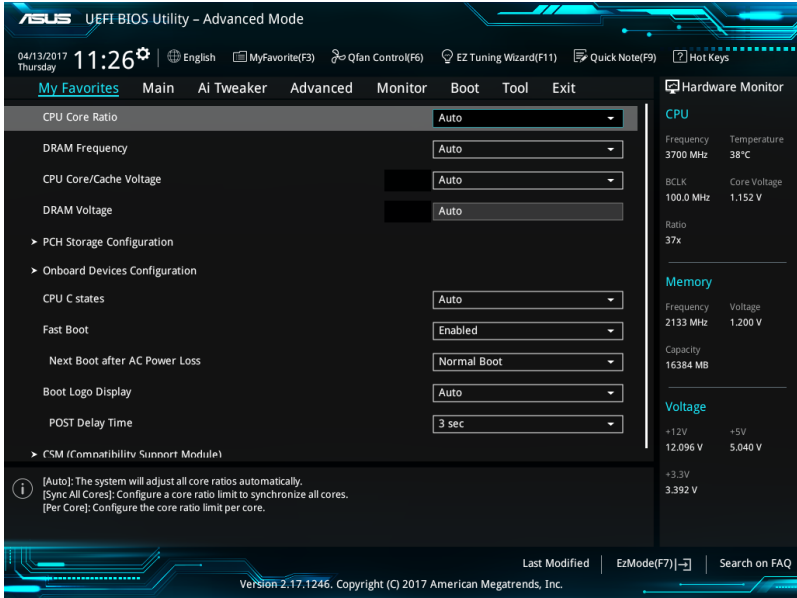 ASUS UEFI BIOS Utility – Advanced Mode
04/13/2017 Thursday 11:26 English MyFavorite(F3) Qfan Control(F6) EZ Tuning Wizard(F11) Quick Note(F9) ? Hot Keys
My Favorites Main Ai Tweaker Advanced Monitor Boot Tool Exit
CPU Core Ratio Auto
DRAM Frequency Auto
CPU Core/Cache Voltage Auto
DRAM Voltage Auto
> PCH Storage Configuration
> Onboard Devices Configuration
CPU C states Auto
Fast Boot Enabled
Next Boot after AC Power Loss Normal Boot
Boot Logo Display Auto
POST Delay Time 3 sec
> CSM (Compatibility Support Module)
[Auto]: The system will adjust all core ratios automatically.
[Sync All Cores]: Configure a core ratio limit to synchronize all cores.
[Per Core]: Configure the core ratio limit per core.
Hardware Monitor
CPU
Frequency Temperature
3700 MHz 38°C
BCLK Core Voltage
100.0 MHz 1.152 V
Ratio
37x
Memory
Frequency Voltage
2133 MHz 1.200 V
Capacity
16384 MB
Voltage
+12V +5V
12.096 V 5.040 V
+3.3V
3.392 V
Last Modified EzMode(F7) Search on FAQ
Version 2.17.1246. Copyright (C) 2017 American Megatrends, Inc.